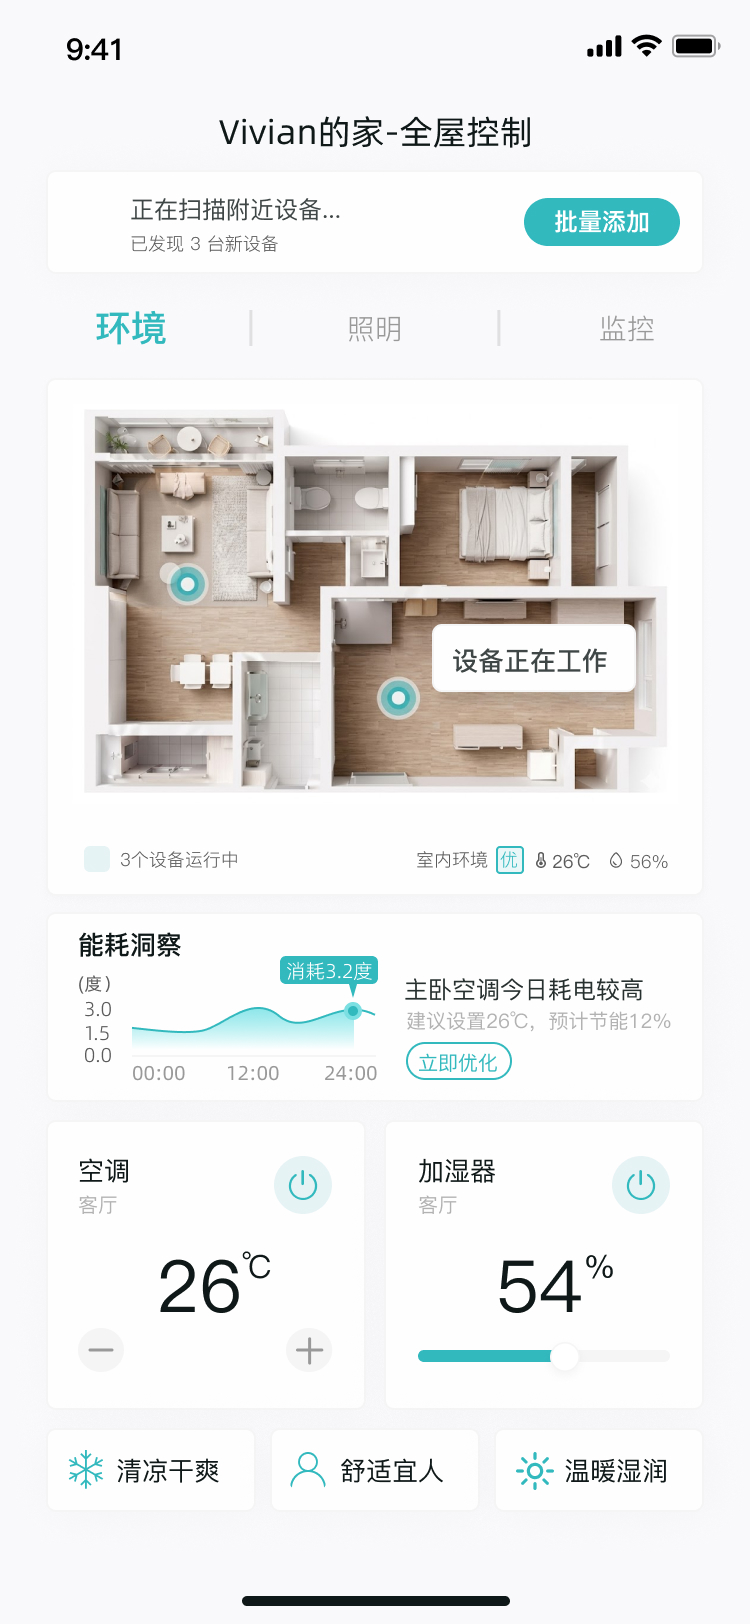 9:41
Vivian的家-全屋控制
正在扫描附近设备...
已发现 3 台新设备
批量添加
环境
照明
监控
设备正在工作
3个设备运行中
室内环境 优 26℃ 56%
能耗洞察
(度)
消耗3.2度
3.0
1.5
0.0
00:00 12:00 24:00
主卧空调今日耗电较高
建议设置26℃，预计节能12%
立即优化
空调
客厅
26℃
加湿器
客厅
54%
清凉干爽
舒适宜人
温暖湿润